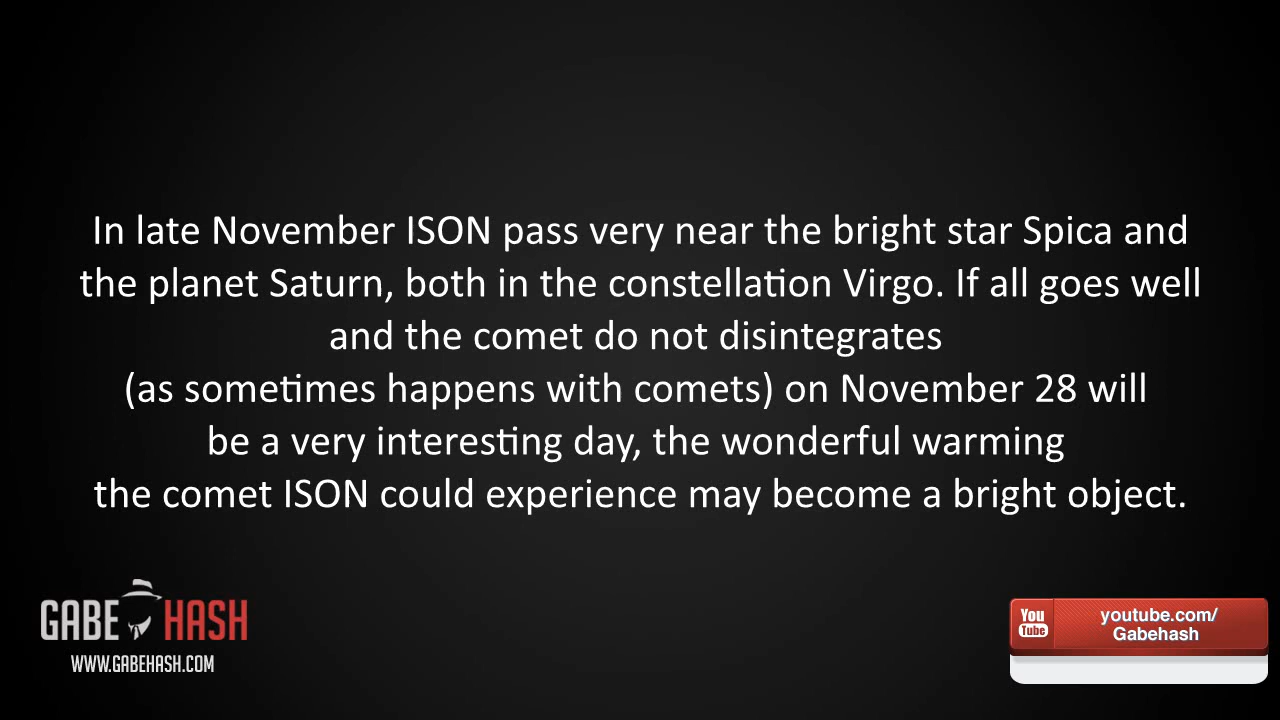 In late November ISON pass very near the bright star Spica and
the planet Saturn, both in the constellation Virgo. If all goes well
and the comet do not disintegrates
(as sometimes happens with comets) on November 28 will
be a very interesting day, the wonderful warming
the comet ISON could experience may become a bright object.
GABE HASH
WWW.GABEHASH.COM
You
Tube
youtube.com/
Gabehash